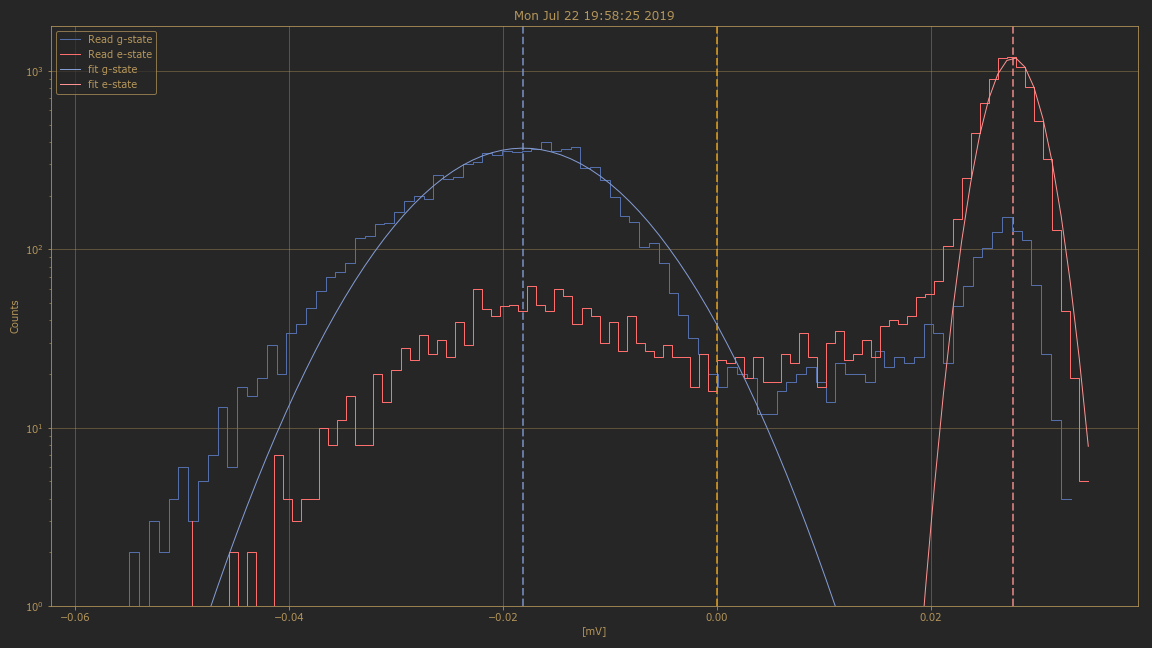 Mon Jul 22 19:58:25 2019
Read g-state
Read e-state
fit g-state
fit e-state
Counts
10³
10²
10¹
10⁰
−0.06
−0.04
−0.02
0.00
0.02
[mV]